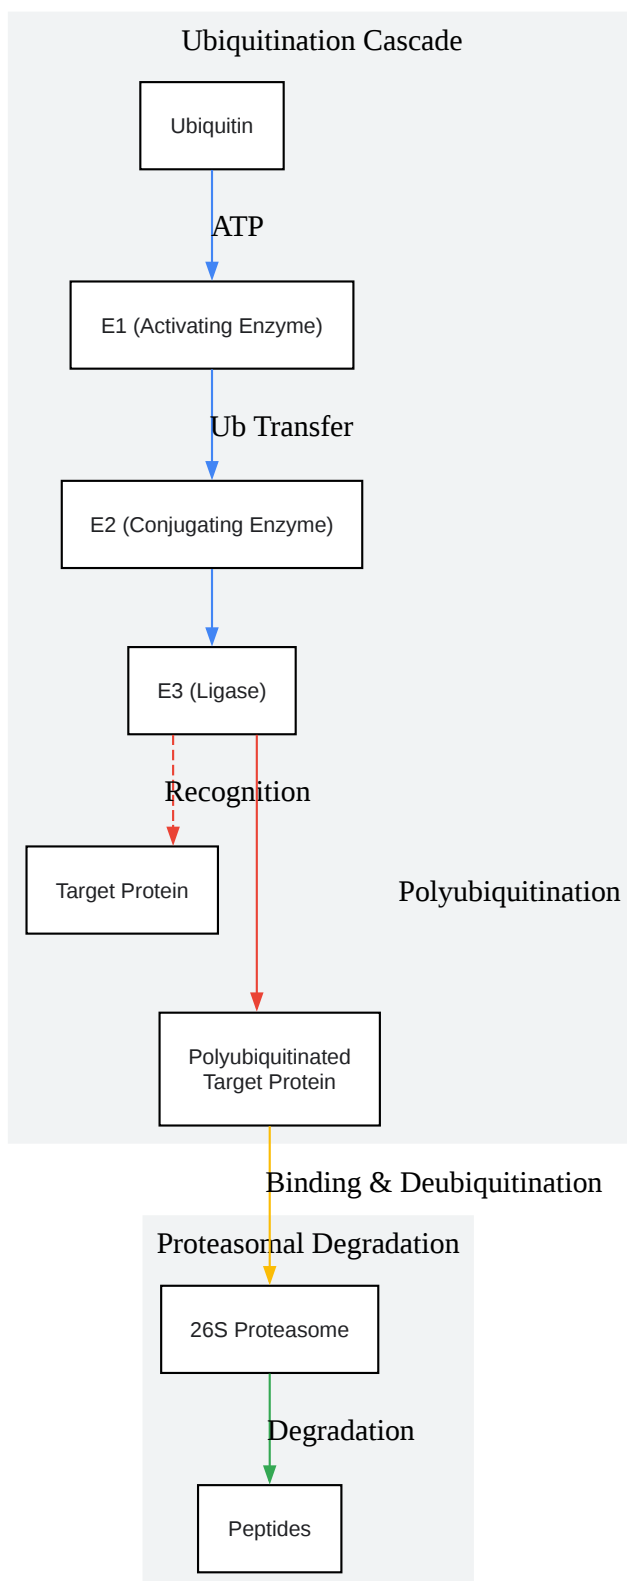 Ubiquitination Cascade
Ubiquitin
ATP
E1 (Activating Enzyme)
Ub Transfer
E2 (Conjugating Enzyme)
E3 (Ligase)
Recognition
Target Protein
Polyubiquitination
Polyubiquitinated
Target Protein
Binding & Deubiquitination
Proteasomal Degradation
26S Proteasome
Degradation
Peptides